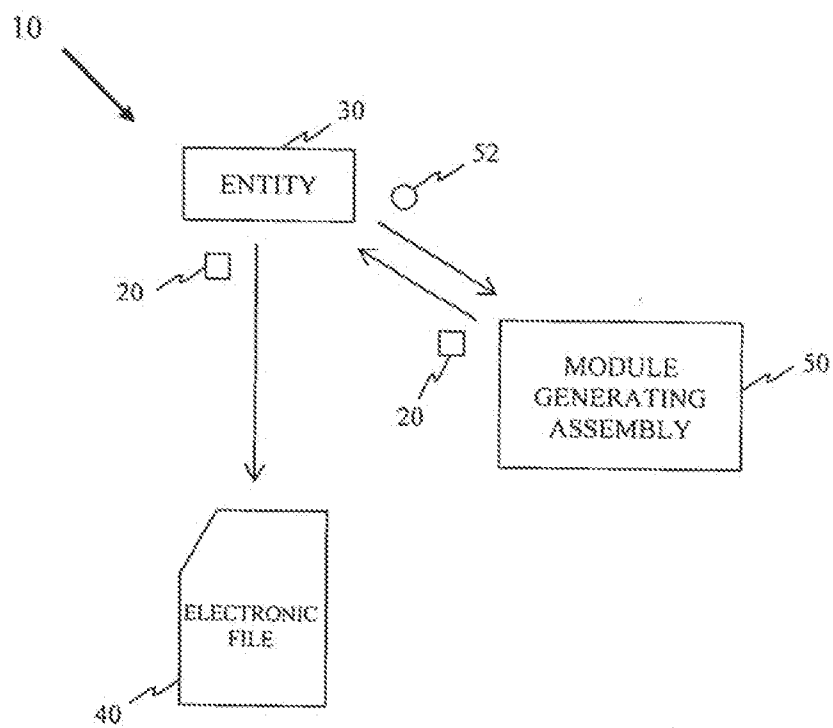 10
30
ENTITY
52
20
20
MODULE
GENERATING
ASSEMBLY
50
ELECTRONIC
FILE
40